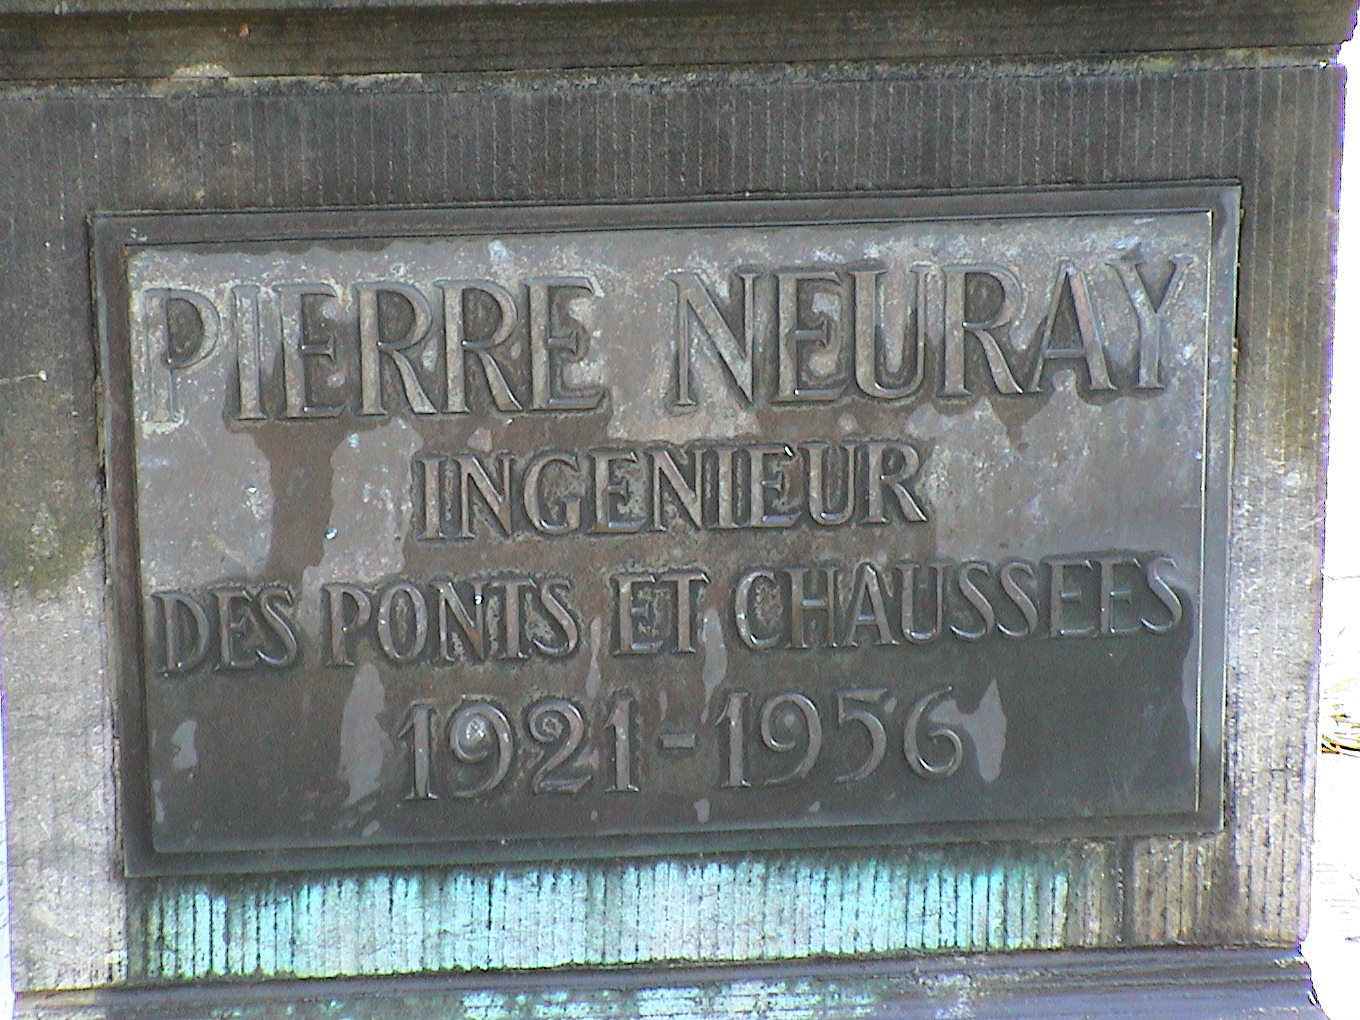 PIERRE NEURAY
INGENIEUR
DES PONTS ET CHAUSSEES
1921-1956